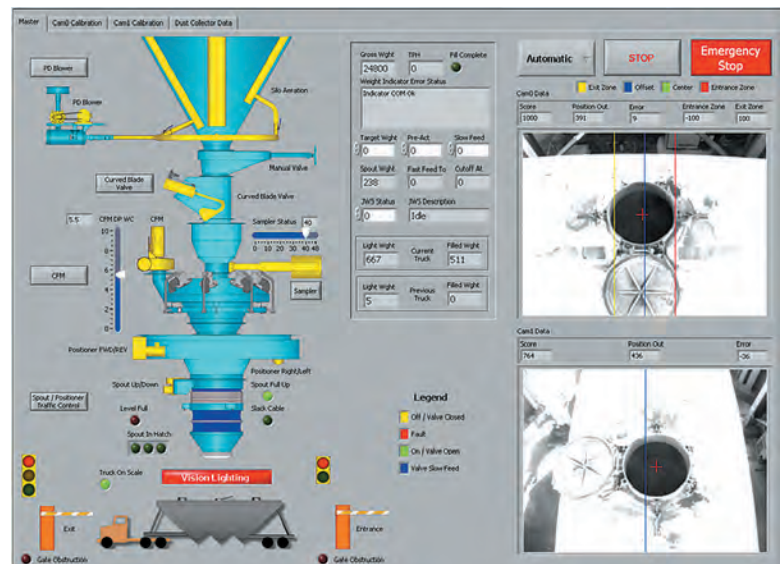 Master Cam0 Calibration Cam1 Calibration Dust Collector Data
PD Blower
PD Blower
Silo Aeration
Manual Valve
Curved Blade Valve
Curved Blade Valve
5.5 CFM DP WC CFM
10
8
6
4
2
0
Sampler Status 40
0 10 20 30 40 48
CFM
Sampler
Positioner FWD/REV
Positioner Right/Left
Spout Up/Down
Spout Full Up
Spout / Positioner Traffic Control
Level Full
Slack Cable
Spout In Hatch
Truck On Scale
Vision Lighting
Exit
Entrance
Gate Obstruction
Gate Obstruction
Gross Wght TPH Fill Complete
24800 0
Weight Indicator Error Status
Indicator COM Ok
Target Wght Pre-Act. Slow Feed
0 0 0
Spout Wght Fast Feed To Cutoff At
238 0 0
JWS Status JWS Description
0 Idle
Light Wght Current Truck Filled Wght
667 511
Light Wght Previous Truck Filled Wght
5 0
Legend
Off / Valve Closed
Fault
On / Valve Open
Valve Slow Feed
Automatic STOP Emergency Stop
Exit Zone Offset Center Entrance Zone
Cam0 Data
Score Position Out Error Entrance Zone Exit Zone
1000 391 9 -100 100
Cam1 Data
Score Position Out Error
764 436 -36